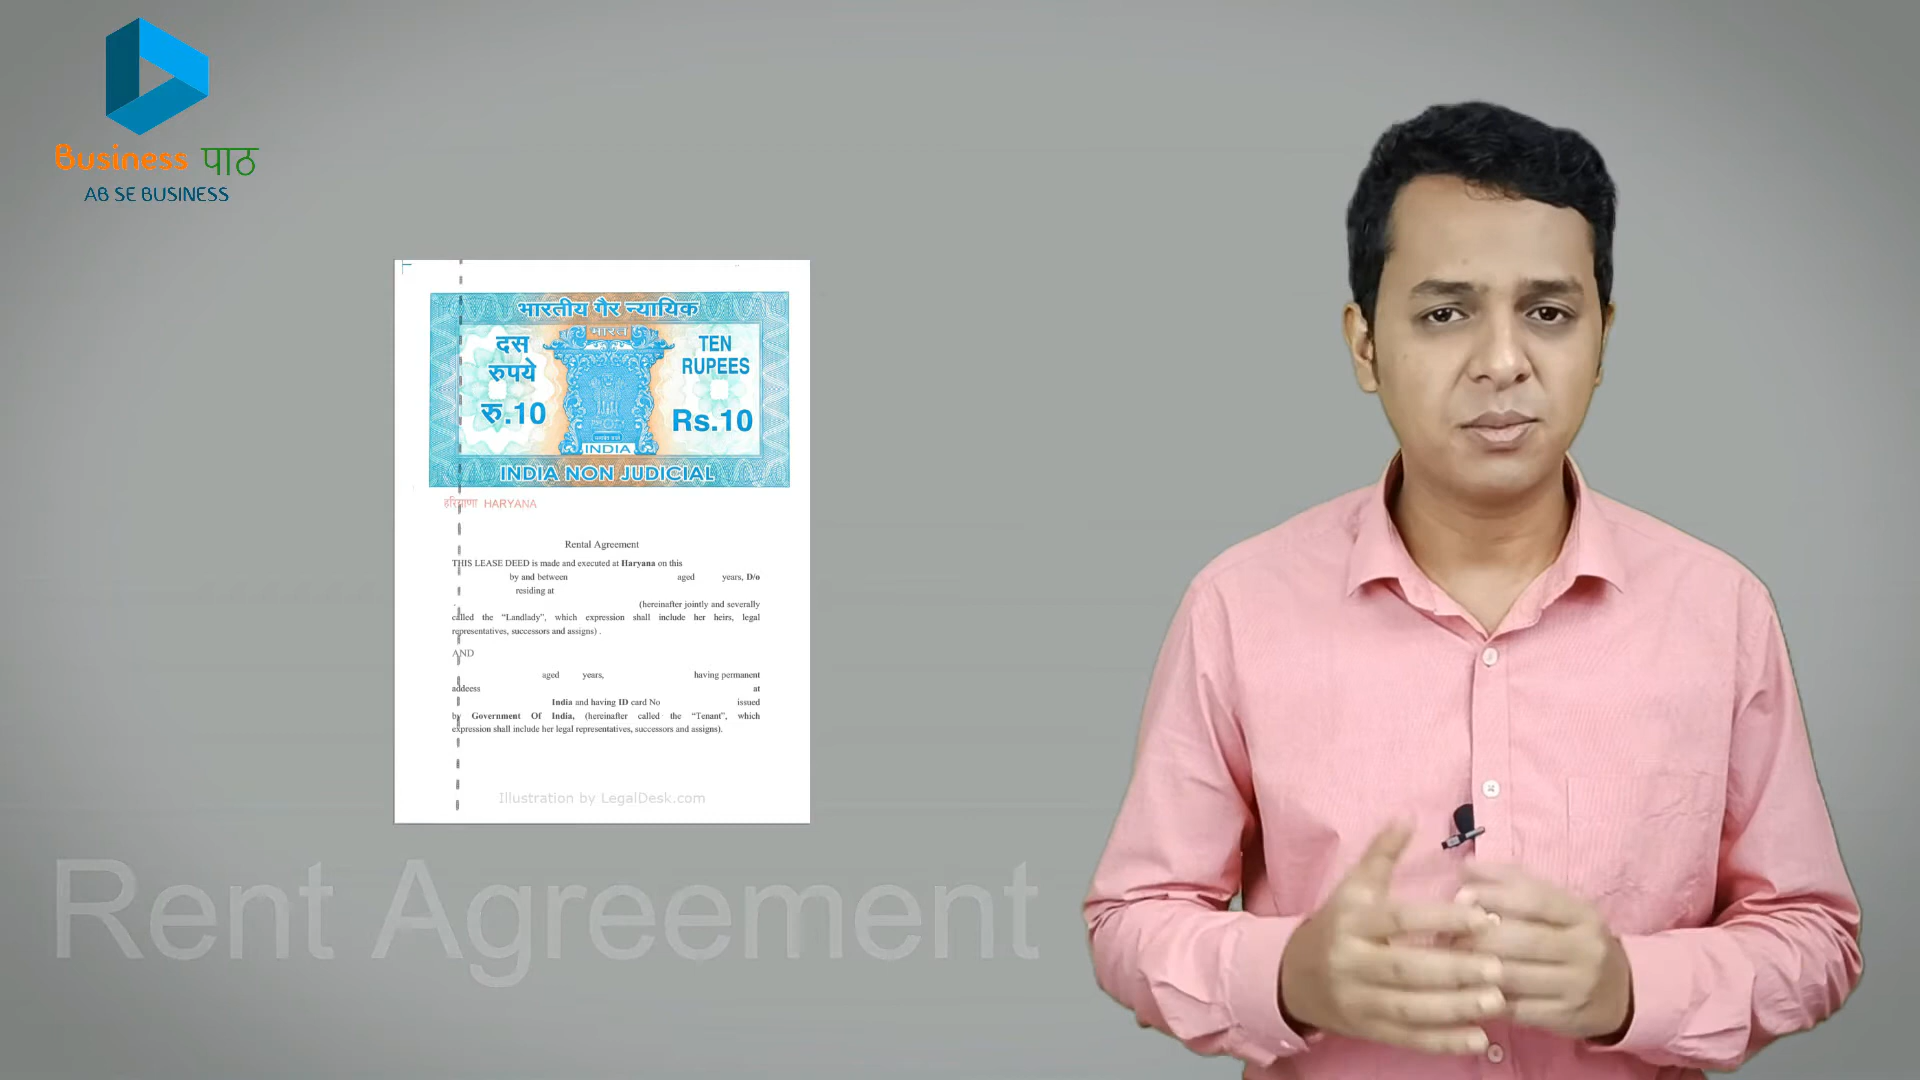 Business पाठ
AB SE BUSINESS
भारतीय गैर न्यायिक
भारत
दस
रुपये
TEN
RUPEES
रु.10
Rs.10
INDIA
INDIA NON JUDICIAL
हरियाणा HARYANA
Rental Agreement
THIS LEASE DEED is made and executed at Haryana on this
by and between aged years, D/o
residing at
(hereinafter jointly and severally
called the “Landlady”, which expression shall include her heirs, legal
representatives, successors and assigns) .
AND
aged years, having permanent
addeess at
India and having ID card No issued
by Government Of India, (hereinafter called the “Tenant”, which
expression shall include her legal representatives, successors and assigns).
Illustration by LegalDesk.com
Rent Agreement